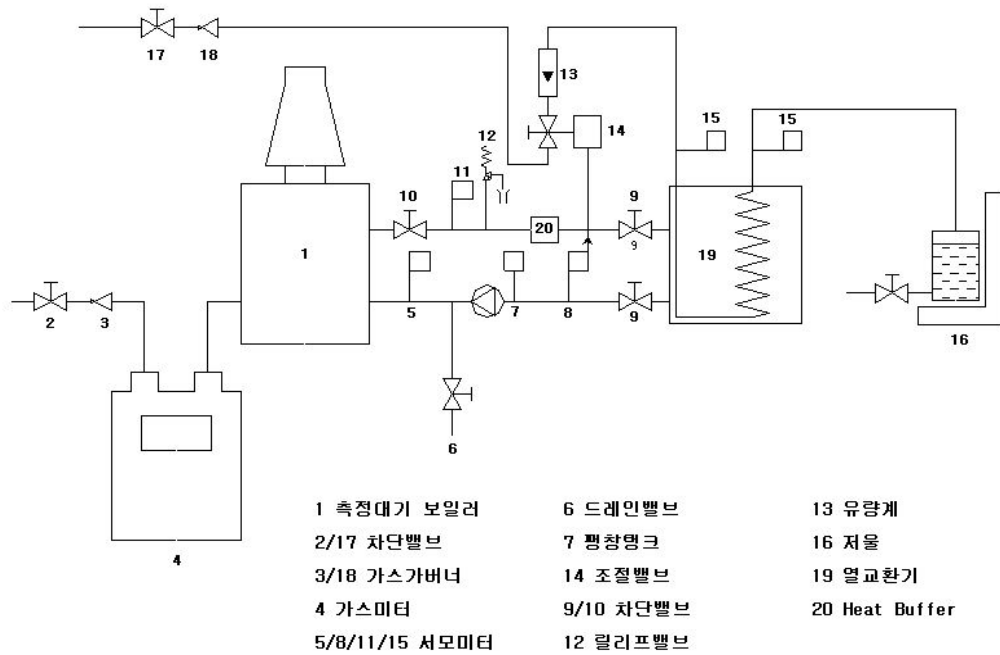 17
18
13
14
15
15
12
11
10
9
20
9
1
19
2
3
5
7
8
9
16
6
4
1 측정대기 보일러
6 드레인밸브
13 유량계
2/17 차단밸브
7 팽창탱크
16 저울
3/18 가스가버너
14 조절밸브
19 열교환기
4 가스미터
9/10 차단밸브
20 Heat Buffer
5/8/11/15 서모미터
12 릴리프밸브